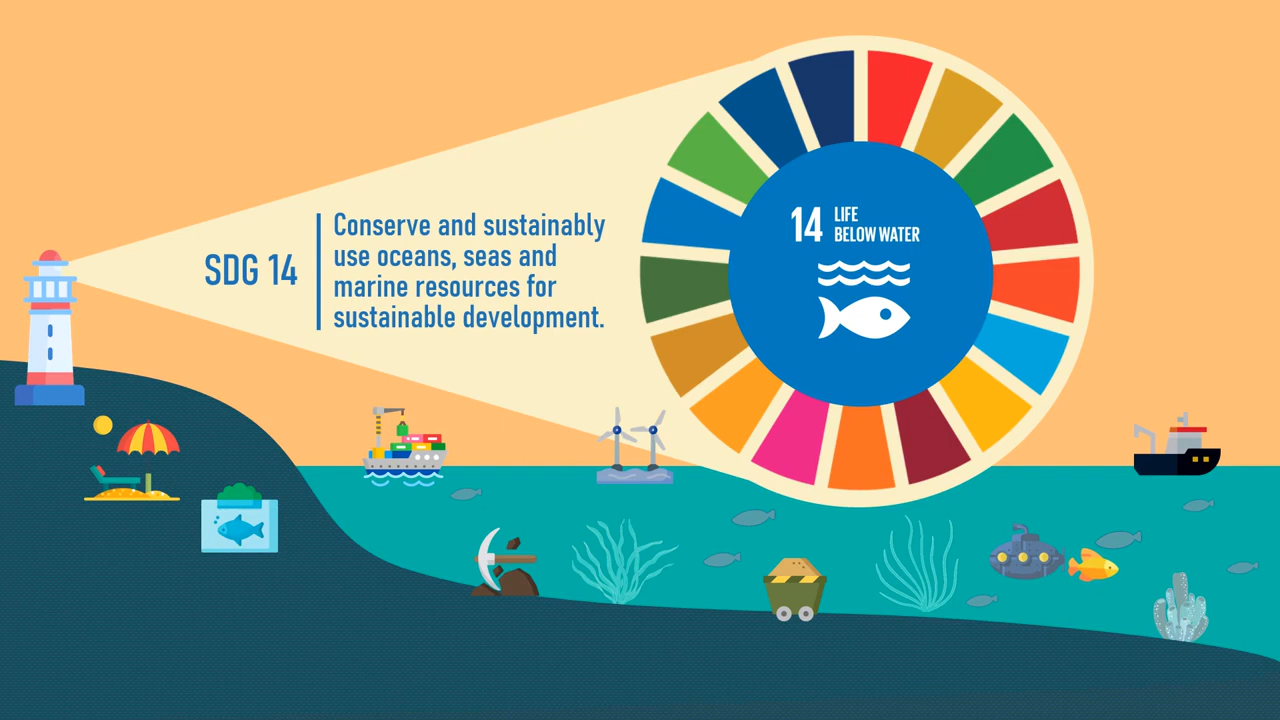 SDG 14
Conserve and sustainably
use oceans, seas and
marine resources for
sustainable development.
14 LIFE
BELOW WATER